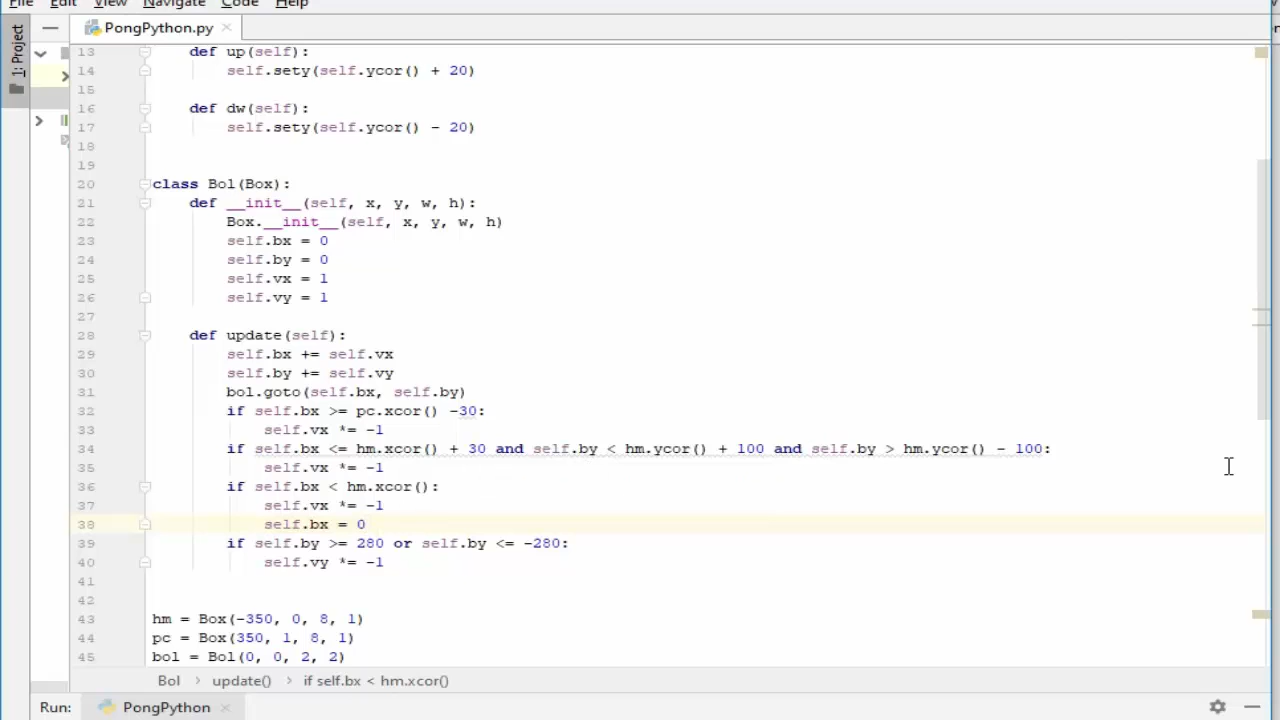 File Edit View Navigate Code Help
1: Project
PongPython.py
13 def up(self):
14 self.sety(self.ycor() + 20)
15
16 def dw(self):
17 self.sety(self.ycor() - 20)
18
19
20 class Bol(Box):
21 def __init__(self, x, y, w, h):
22 Box.__init__(self, x, y, w, h)
23 self.bx = 0
24 self.by = 0
25 self.vx = 1
26 self.vy = 1
27
28 def update(self):
29 self.bx += self.vx
30 self.by += self.vy
31 bol.goto(self.bx, self.by)
32 if self.bx >= pc.xcor() -30:
33 self.vx *= -1
34 if self.bx <= hm.xcor() + 30 and self.by < hm.ycor() + 100 and self.by > hm.ycor() - 100:
35 self.vx *= -1
36 if self.bx < hm.xcor():
37 self.vx *= -1
38 self.bx = 0
39 if self.by >= 280 or self.by <= -280:
40 self.vy *= -1
41
42
43 hm = Box(-350, 0, 8, 1)
44 pc = Box(350, 1, 8, 1)
45 bol = Bol(0, 0, 2, 2)
Bol › update() › if self.bx < hm.xcor()
Run: PongPython